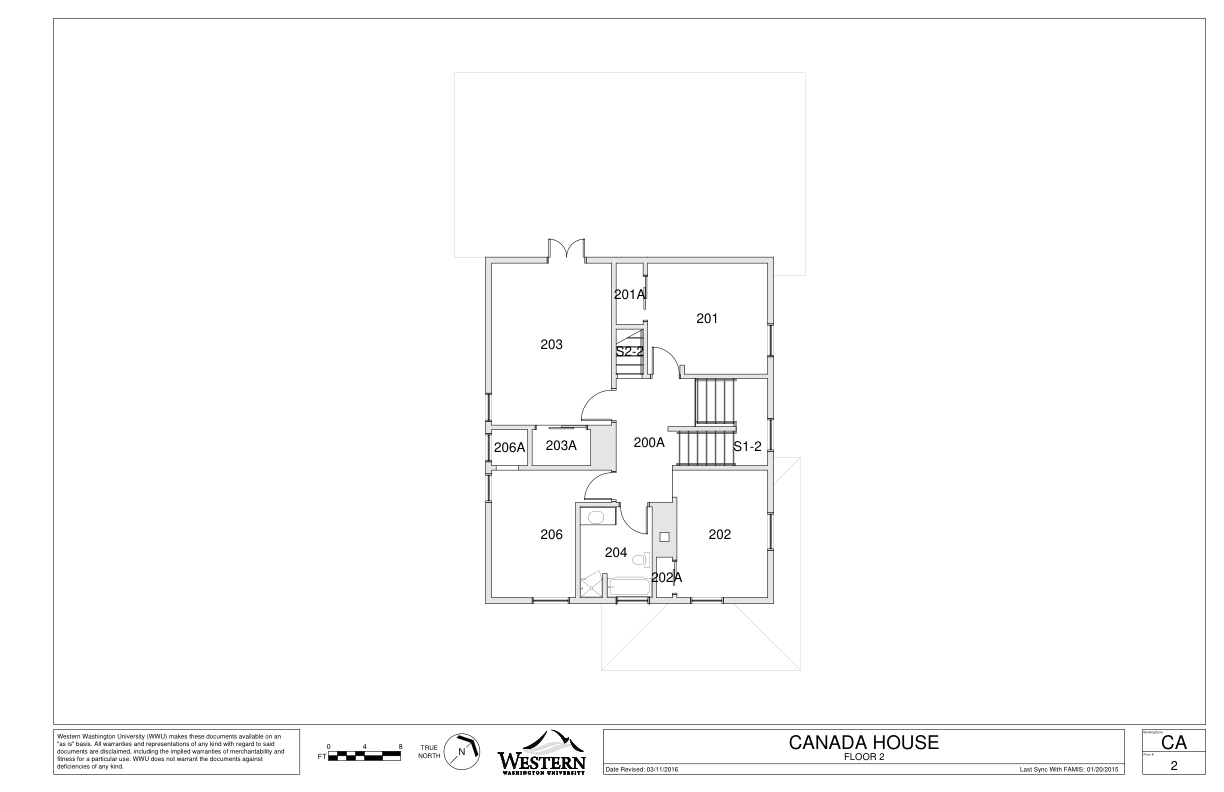 201A
201
203
S2-2
206A
203A
200A
S1-2
206
204
202
202A
Western Washington University (WWU) makes these documents available on an
"as is" basis. All warranties and representations of any kind with regard to said
documents are disclaimed, including the implied warranties of merchantability and
fitness for a particular use. WWU does not warrant the documents against
deficiencies of any kind.
0 4 8
FT
TRUE
NORTH
N
WESTERN
WASHINGTON UNIVERSITY
CANADA HOUSE
FLOOR 2
Date Revised: 03/11/2016
Last Sync With FAMIS: 01/20/2015
CA
Floor #
2